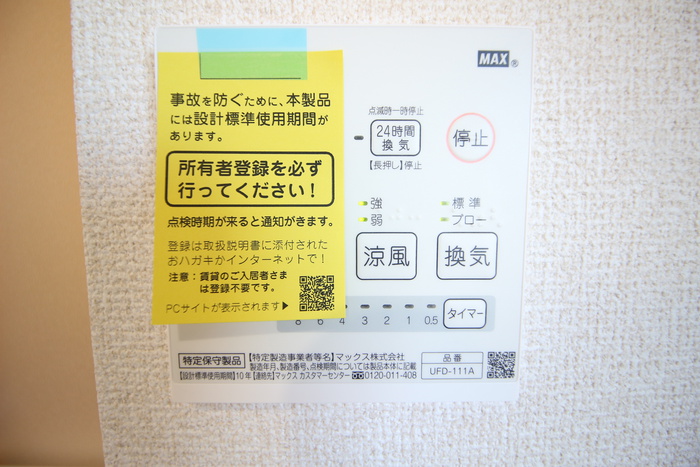 MAX®
事故を防ぐために、本製品
には設計標準使用期間が
あります。
所有者登録を必ず
行ってください!
点検時期が来ると通知がきます。
登録は取扱説明書に添付された
おハガキかインターネットで!
注意:賃貸のご入居者さま
は登録不要です。
PCサイトが表示されます▶
点滅時一時停止
24時間
換気
【長押し】停止
停止
強
弱
標準
ブロー
涼風
換気
8 6 4 3 2 1 0.5
タイマー
特定保守製品
【特定製造事業者等名】マックス株式会社
製造年月、製造番号、点検期間については製品本体に記載
【設計標準使用期間】10年【連絡先】マックス カスタマーセンター 0120-011-408
品番
UFD-111A